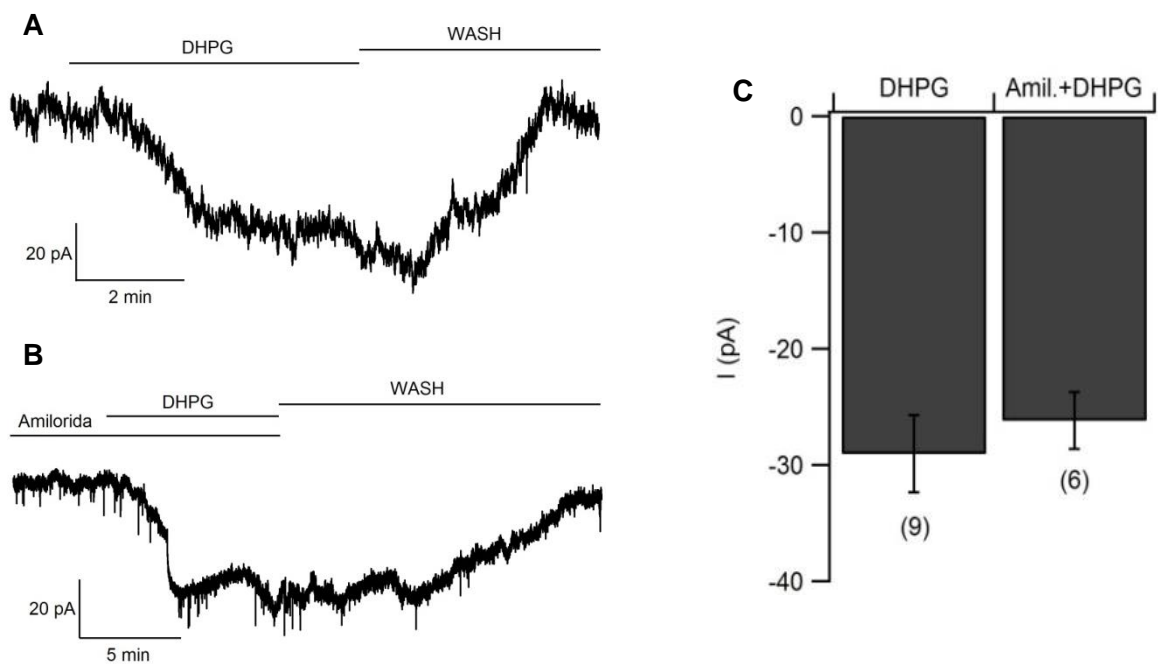 A
DHPG
WASH
20 pA
2 min
B
DHPG
WASH
Amilorida
20 pA
5 min
C
DHPG
Amil.+DHPG
0
-10
-20
-30
-40
I (pA)
(9)
(6)